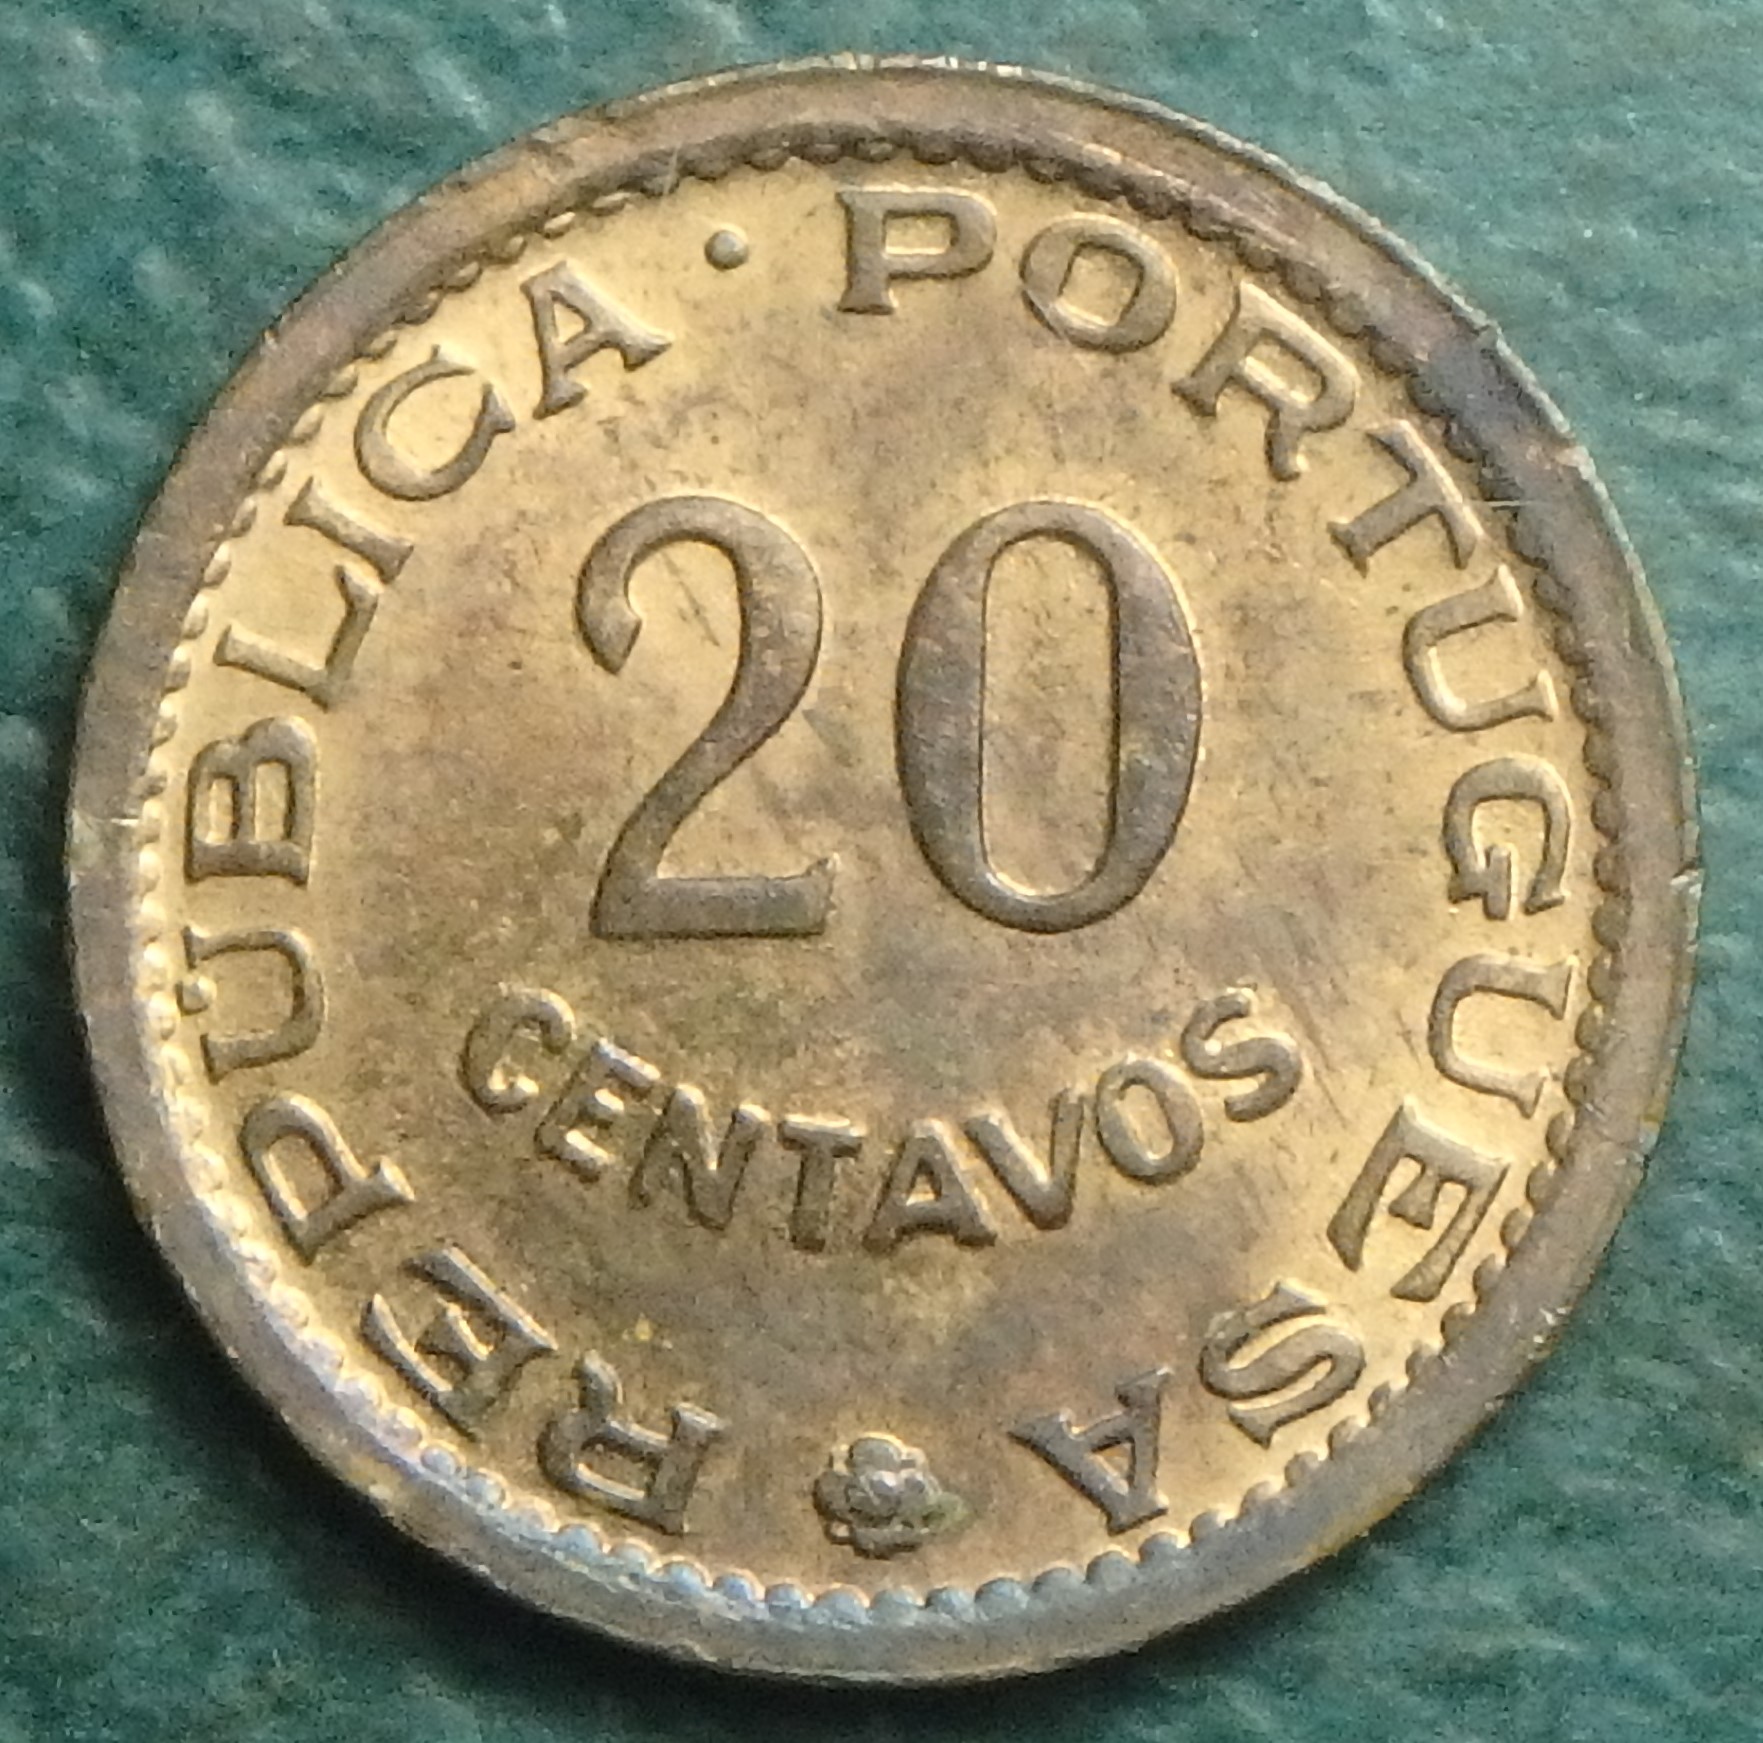 REPÚBLICA · PORTUGUESA
20
CENTAVOS